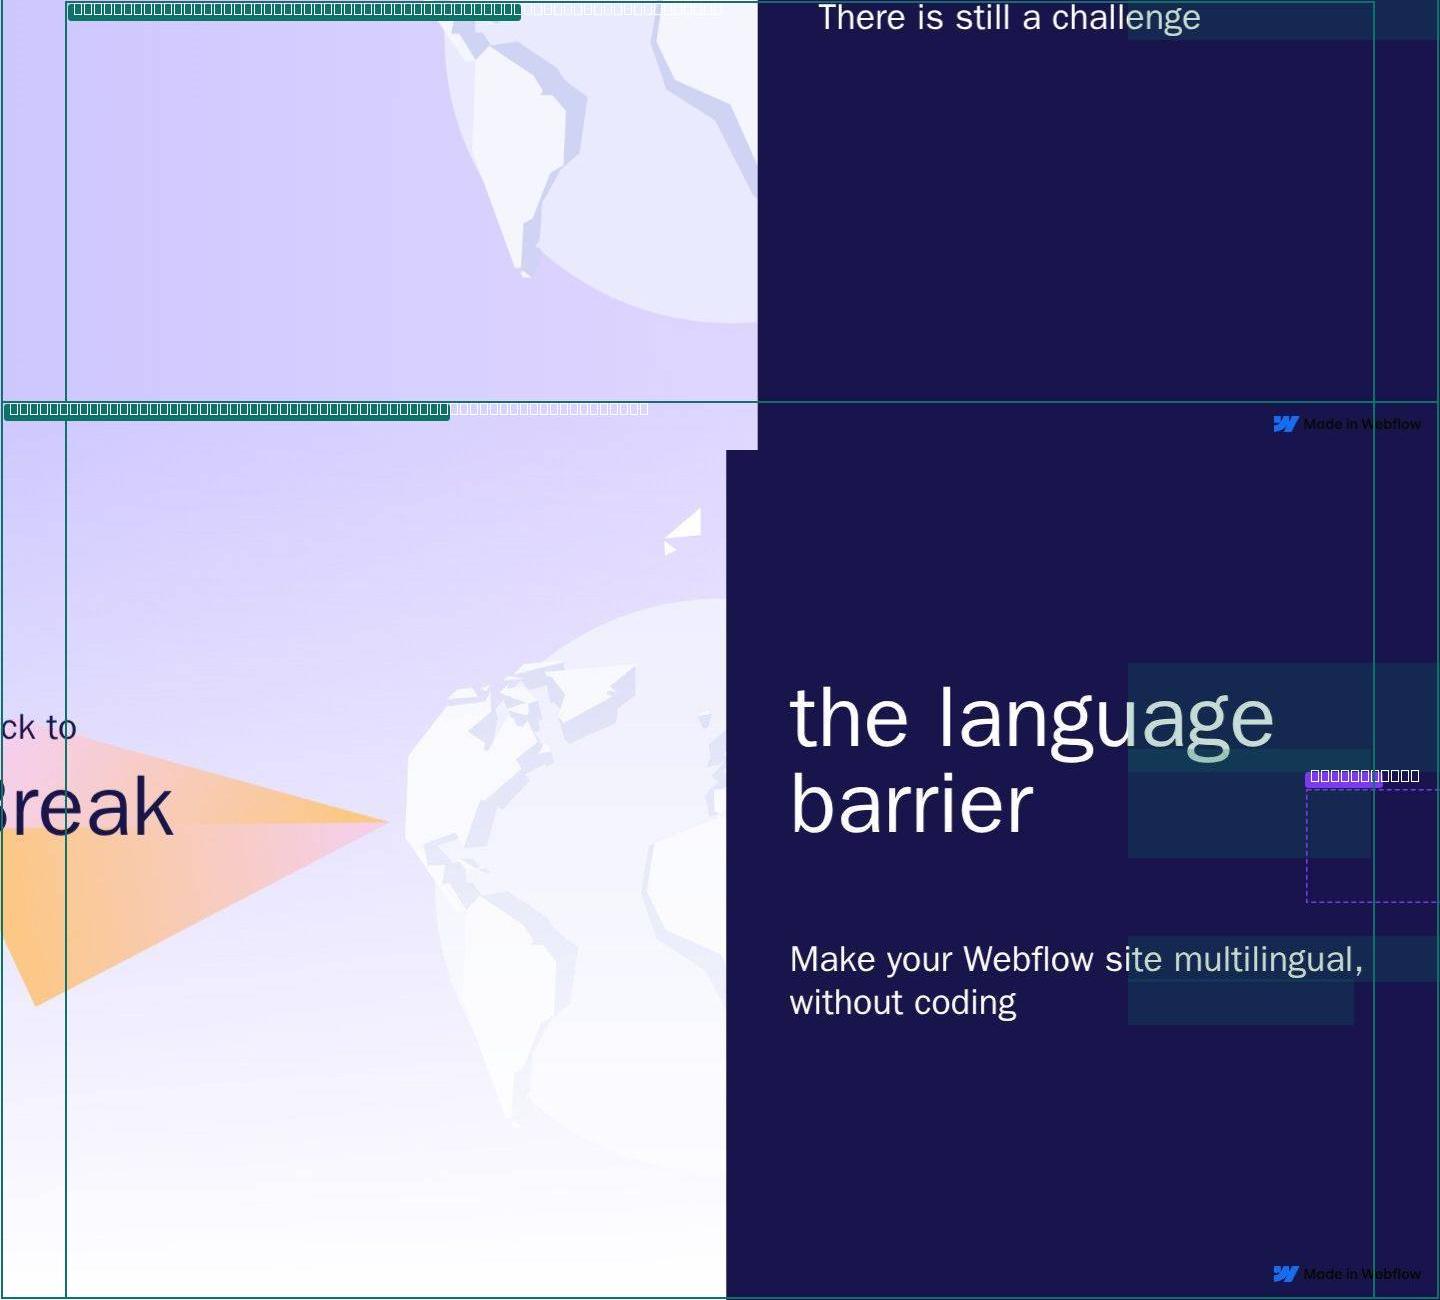 There is still a challenge
Made in Webflow
ck to
Break
the language
barrier
Make your Webflow site multilingual,
without coding
Made in Webflow